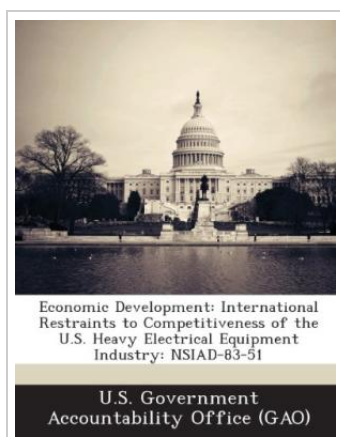 Economic Development: International
Restraints to Competitiveness of the
U.S. Heavy Electrical Equipment
Industry: NSIAD-83-51
U.S. Government
Accountability Office (GAO)